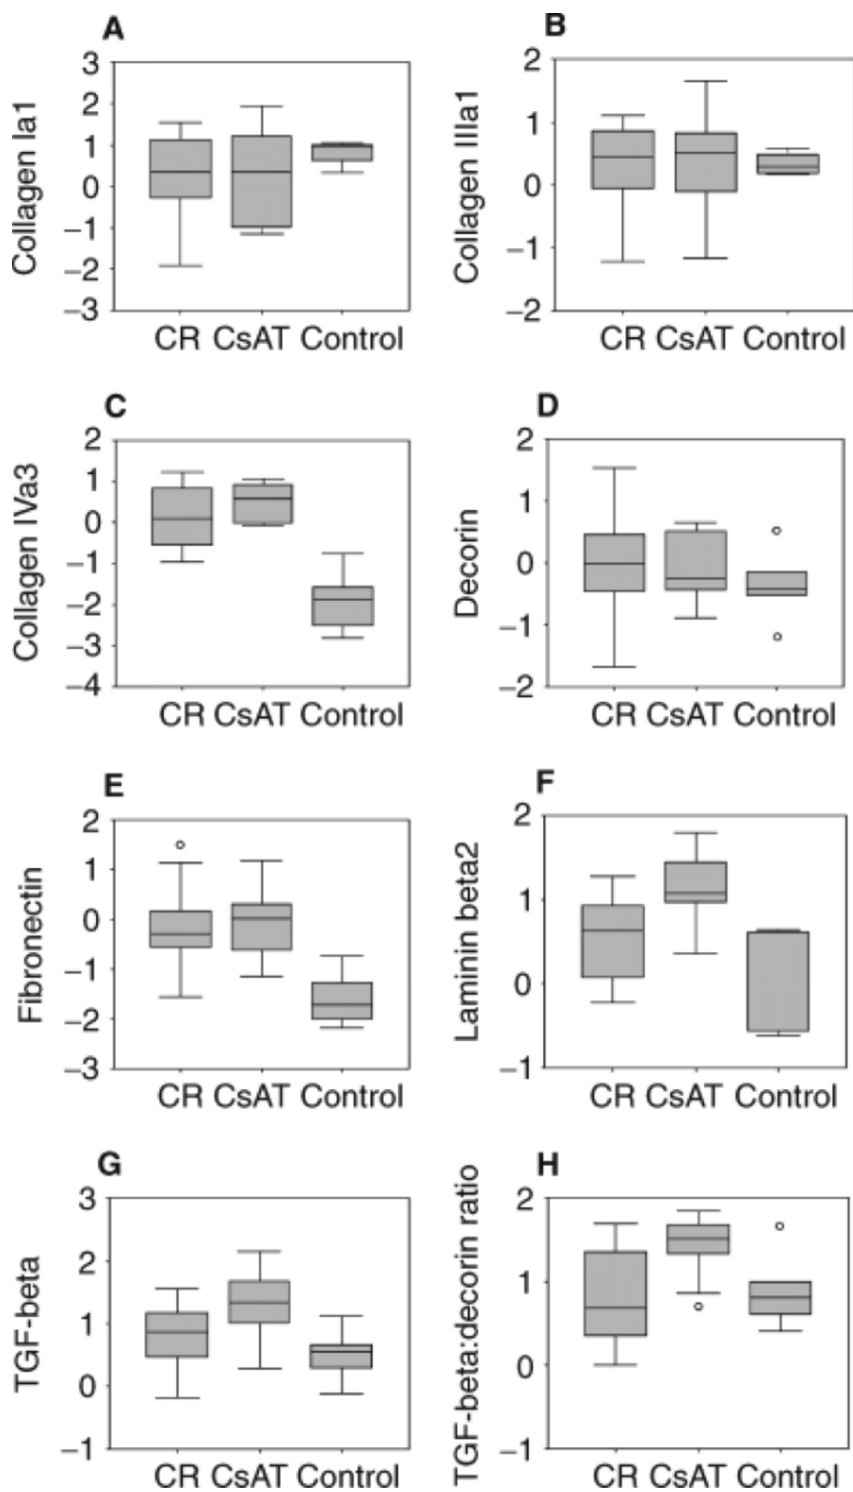 A
Collagen Ia1
3
2
1
0
−1
−2
−3
CR CsAT Control
B
Collagen IIIa1
2
1
0
−1
−2
CR CsAT Control
C
Collagen IVa3
2
1
0
−1
−2
−3
−4
CR CsAT Control
D
Decorin
2
1
0
−1
−2
CR CsAT Control
E
Fibronectin
2
1
0
−1
−2
−3
CR CsAT Control
F
Laminin beta2
2
1
0
−1
CR CsAT Control
G
TGF-beta
3
2
1
0
−1
CR CsAT Control
H
TGF-beta:decorin ratio
2
1
0
−1
CR CsAT Control